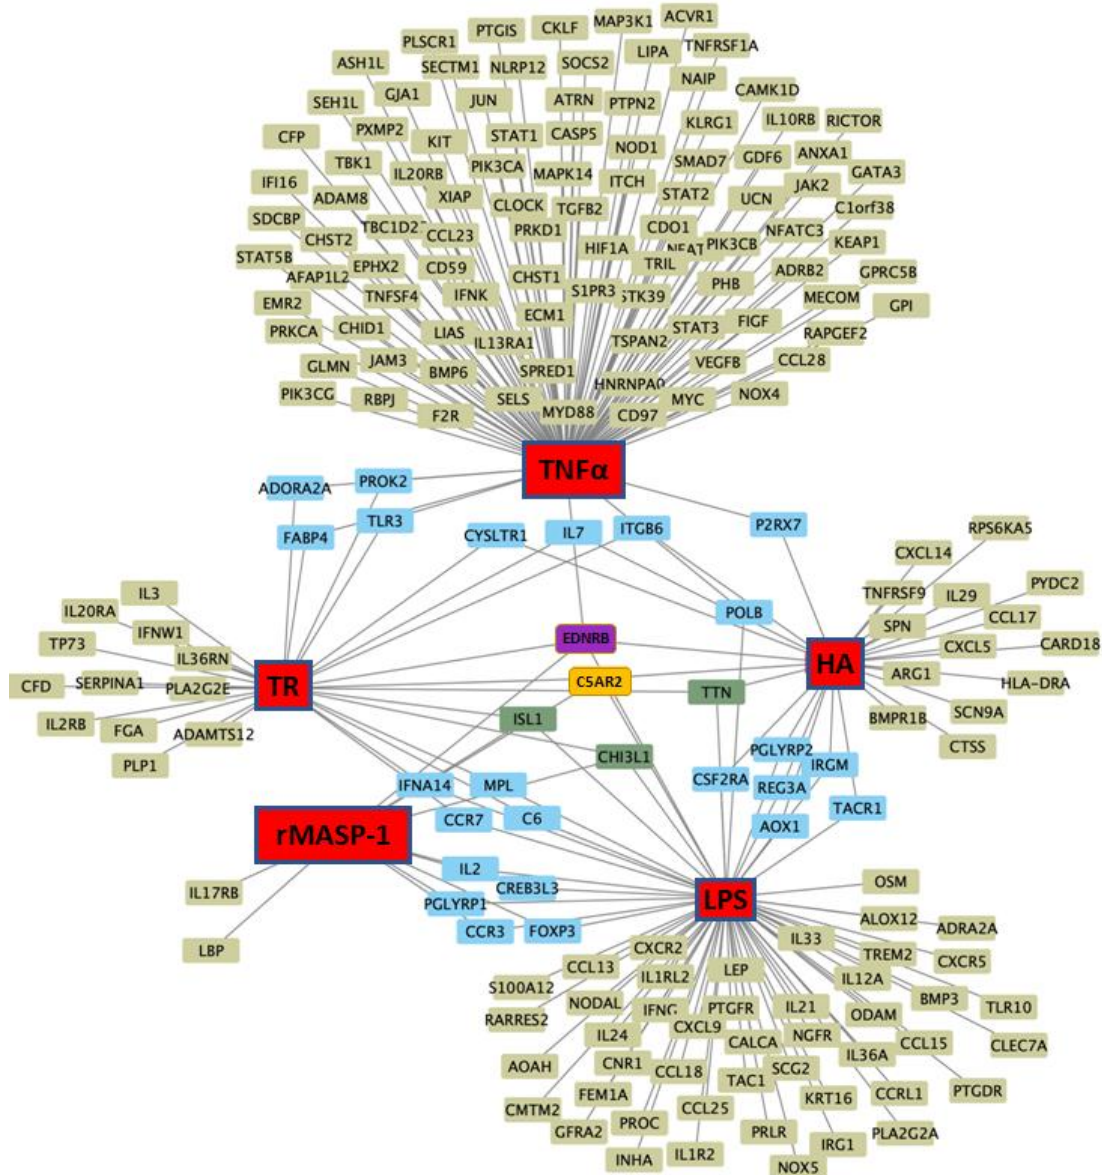 ACVR1
MAP3K1
CKLF
PTGIS
PLSCR1
TNFRSF1A
LIPA
SOCS2
NLRP12
SECTM1
ASH1L
NAIP
CAMK1D
GJA1
JUN
ATRN
PTPN2
SEH1L
KLRG1
IL10RB
RICTOR
PXMP2
KIT
STAT1
CASP5
NOD1
CFP
TBK1
PIK3CA
MAPK14
SMAD7
GDF6
ANXA1
GATA3
IFI16
IL20RB
ITCH
STAT2
JAK2
ADAM8
XIAP
CLOCK
TGFB2
UCN
C1orf38
SDCBP
TBC1D23
CCL23
PRKD1
CDO1
NFATC3
CHST2
HIF1A
NFAT
PIK3CB
KEAP1
STAT5B
EPHX2
CD59
TRIL
ADRB2
GPRC5B
AFAP1L2
CHST1
PHB
TNFSF4
IFNK
S1PR3
STK39
MECOM
GPI
EMR2
ECM1
FIGF
PRKCA
CHID1
LIAS
IL13RA1
STAT3
TSPAN2
RAPGEF2
GLMN
JAM3
BMP6
SPRED1
VEGFB
CCL28
PIK3CG
RBPJ
SELS
HNRNPA0
MYC
NOX4
F2R
MYD88
CD97
TNFα
ADORA2A
PROK2
FABP4
TLR3
CYSLTR1
IL7
ITGB6
P2RX7
RPS6KA5
CXCL14
IL3
TNFRSF9
IL29
PYDC2
IL20RA
IFNW1
POLB
SPN
CCL17
TP73
IL36RN
EDNRB
CXCL5
CARD18
CFD
SERPINA1
PLA2G2E
TR
C5AR2
HA
ARG1
HLA-DRA
TTN
IL2RB
FGA
ADAMTS12
ISL1
BMPR1B
SCN9A
PLP1
CHI3L1
PGLYRP2
CTSS
IRGM
CSF2RA
REG3A
IFNA14
MPL
TACR1
rMASP-1
CCR7
C6
AOX1
IL2
IL17RB
CREB3L3
LPS
OSM
PGLYRP1
LBP
CCR3
FOXP3
ALOX12
ADRA2A
IL33
CXCR2
TREM2
CXCR5
CCL13
IL1RL2
LEP
IL12A
S100A12
NODAL
IFNG
PTGFR
IL21
BMP3
TLR10
RARRES2
IL24
CXCL9
NGFR
ODAM
CALCA
CCL15
CLEC7A
AOAH
CNR1
CCL18
SCG2
IL36A
TAC1
PTGDR
CMTM2
FEM1A
KRT16
CCRL1
PROC
CCL25
GFRA2
PRLR
IRG1
PLA2G2A
INHA
IL1R2
NOX5